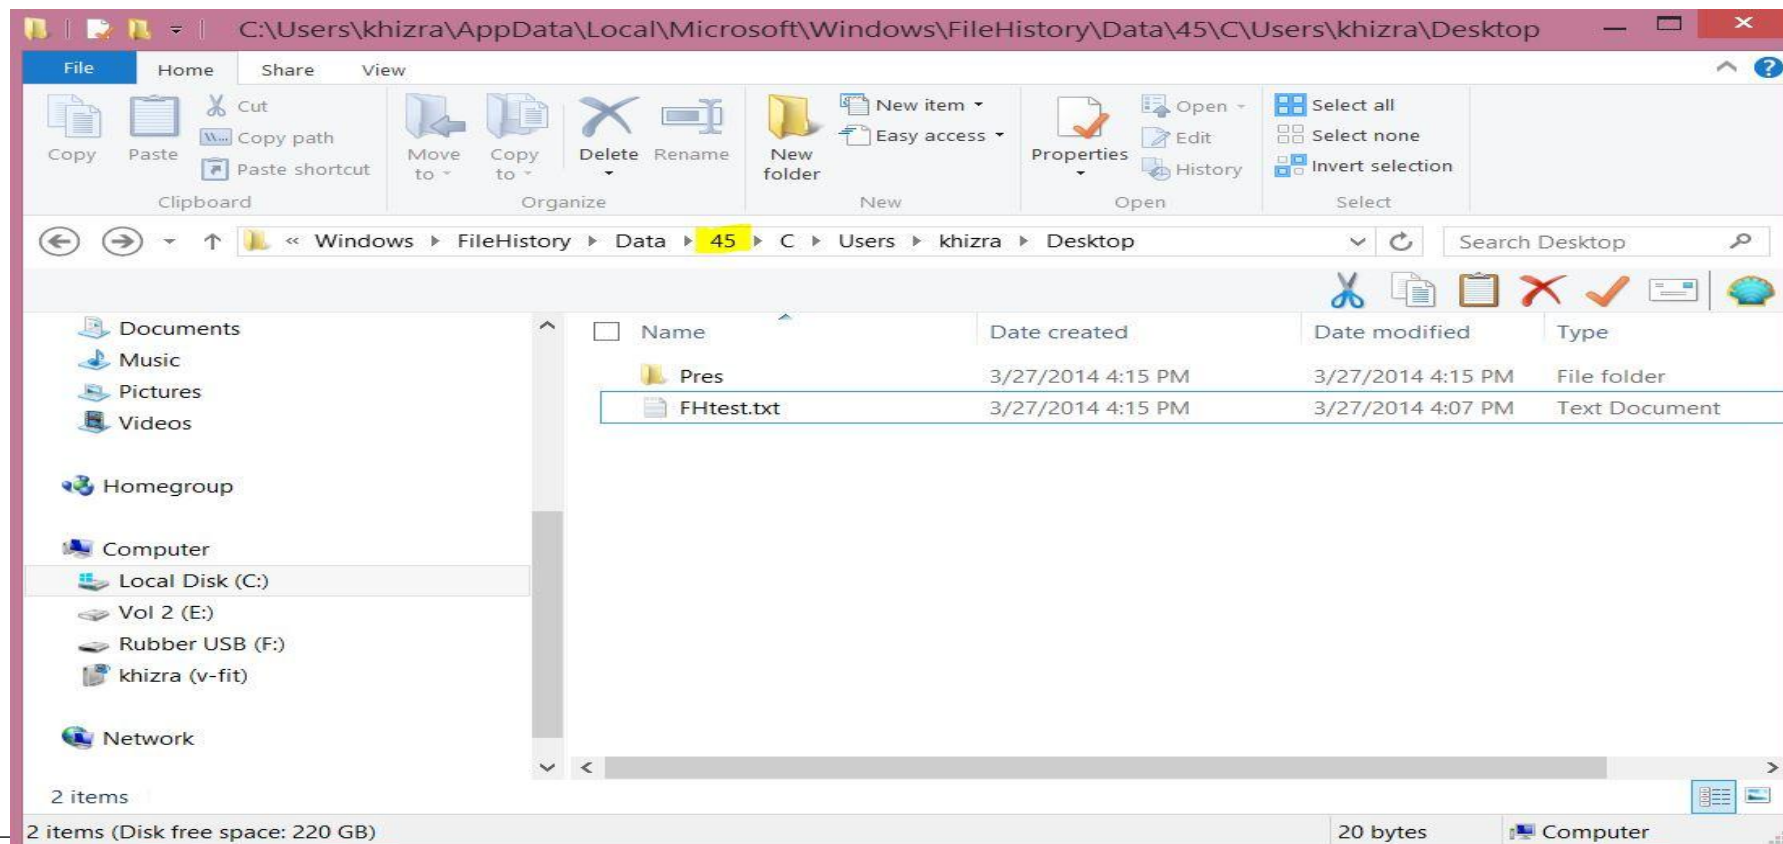 C:\Users\khizra\AppData\Local\Microsoft\Windows\FileHistory\Data\45\C\Users\khizra\Desktop
File Home Share View
Copy
Paste
Cut
Copy path
Paste shortcut
Clipboard
Move to
Copy to
Delete
Rename
Organize
New folder
New item
Easy access
New
Properties
Open
Edit
History
Open
Select all
Select none
Invert selection
Select
« Windows FileHistory Data 45 C Users khizra Desktop
Search Desktop
Documents
Music
Pictures
Videos
Homegroup
Computer
Local Disk (C:)
Vol 2 (E:)
Rubber USB (F:)
khizra (v-fit)
Network
Name Date created Date modified Type
Pres 3/27/2014 4:15 PM 3/27/2014 4:15 PM File folder
FHtest.txt 3/27/2014 4:15 PM 3/27/2014 4:07 PM Text Document
2 items
2 items (Disk free space: 220 GB) 20 bytes Computer